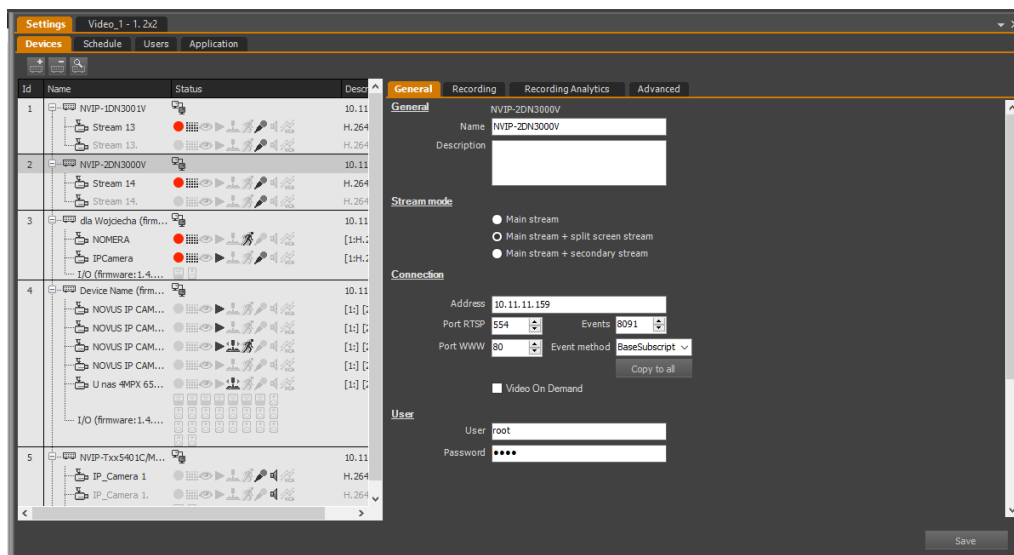 Settings Video_1 - 1. 2x2
Devices Schedule Users Application
Id Name Status Descr
1 NVIP-1DN3001V 10.11
Stream 13 H.264
Stream 13. H.264
2 NVIP-2DN3000V 10.11
Stream 14 H.264
Stream 14. H.264
3 dla Wojciecha (firm... 10.11
NOMERA [1:H.2
IPCamera [1:H.2
I/O (firmware:1.4....
4 Device Name (firm... 10.11
NOVUS IP CAM... [1:] [2
NOVUS IP CAM... [1:] [2
NOVUS IP CAM... [1:] [2
NOVUS IP CAM... [1:] [2
U nas 4MPX 65... [1:] [2
I/O (firmware:1.4....
5 NVIP-Txx5401C/M... 10.11
IP_Camera 1 H.264
IP_Camera 1. H.264
General Recording Recording Analytics Advanced
General NVIP-2DN3000V
Name NVIP-2DN3000V
Description
Stream mode
Main stream
Main stream + split screen stream
Main stream + secondary stream
Connection
Address 10.11.11.159
Port RTSP 554 Events 8091
Port WWW 80 Event method BaseSubscript
Copy to all
Video On Demand
User
User root
Password ••••
Save